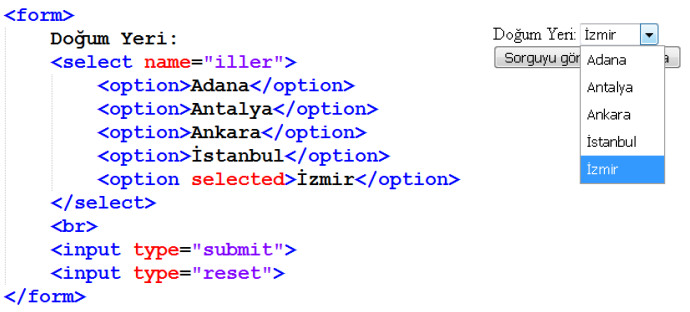 <form>
Doğum Yeri:
<select name="iller">
<option>Adana</option>
<option>Antalya</option>
<option>Ankara</option>
<option>İstanbul</option>
<option selected>İzmir</option>
</select>
<br>
<input type="submit">
<input type="reset">
</form>
Doğum Yeri: İzmir
Sorguyu
Adana
Antalya
Ankara
İstanbul
İzmir